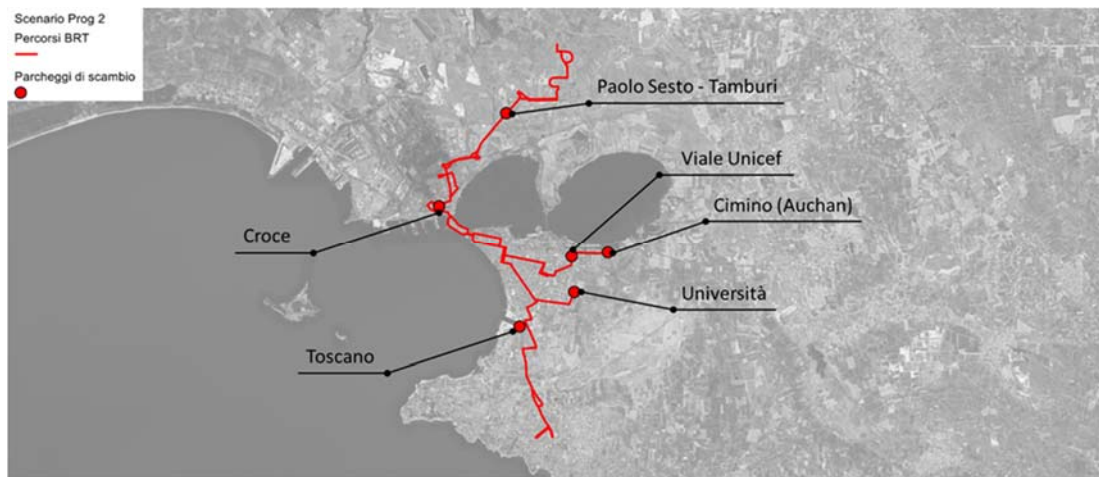 Scenario Prog 2
Percorsi BRT
Parcheggi di scambio
Paolo Sesto - Tamburi
Viale Unicef
Cimino (Auchan)
Croce
Università
Toscano